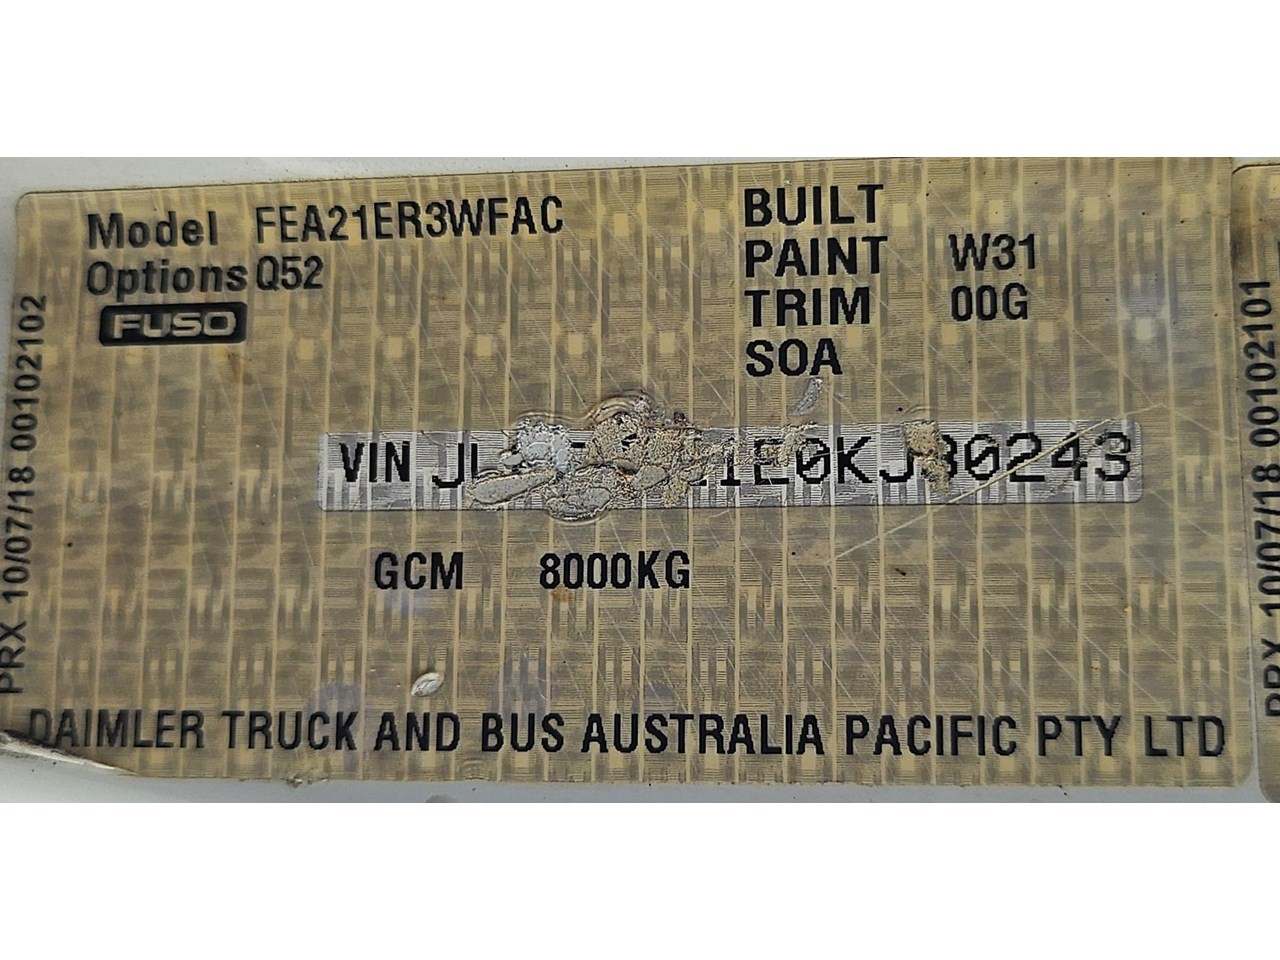 Model FEA21ER3WFAC
Options Q52
FUSO
BUILT
PAINT W31
TRIM 00G
SOA
VIN
GCM 8000KG
DAIMLER TRUCK AND BUS AUSTRALIA PACIFIC PTY LTD
PRX 10/07/18 00102102
PRX 10/07/18 00102101